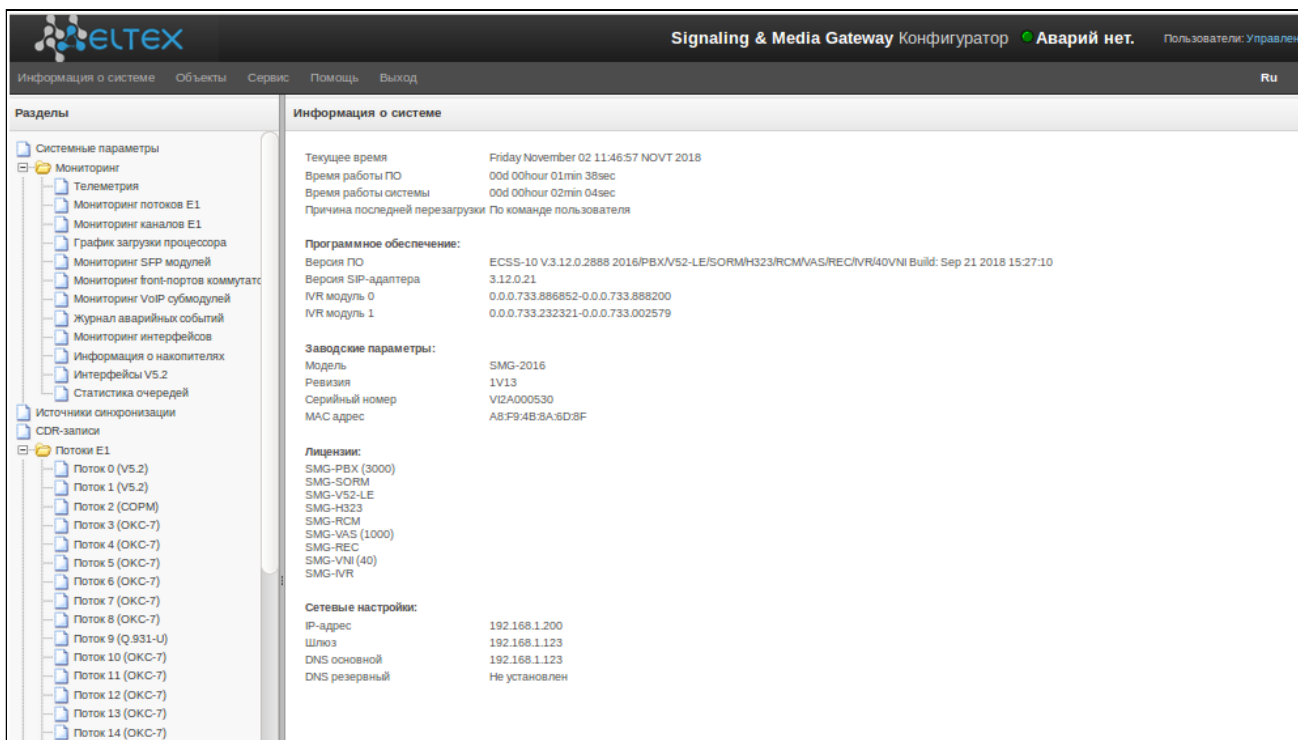 ELTEX
Signaling & Media Gateway Конфигуратор Аварий нет. Пользователи: Управлен
Информация о системе Объекты Сервис Помощь Выход Ru
Разделы
Системные параметры
Мониторинг
Телеметрия
Мониторинг потоков E1
Мониторинг каналов E1
График загрузки процессора
Мониторинг SFP модулей
Мониторинг front-портов коммутатс
Мониторинг VoIP субмодулей
Журнал аварийных событий
Мониторинг интерфейсов
Информация о накопителях
Интерфейсы V5.2
Статистика очередей
Источники синхронизации
CDR-записи
Потоки E1
Поток 0 (V5.2)
Поток 1 (V5.2)
Поток 2 (СОРМ)
Поток 3 (ОКС-7)
Поток 4 (ОКС-7)
Поток 5 (ОКС-7)
Поток 6 (ОКС-7)
Поток 7 (ОКС-7)
Поток 8 (ОКС-7)
Поток 9 (Q.931-U)
Поток 10 (ОКС-7)
Поток 11 (ОКС-7)
Поток 12 (ОКС-7)
Поток 13 (ОКС-7)
Поток 14 (ОКС-7)
Информация о системе
Текущее время Friday November 02 11:46:57 NOVT 2018
Время работы ПО 00d 00hour 01min 38sec
Время работы системы 00d 00hour 02min 04sec
Причина последней перезагрузки По команде пользователя
Программное обеспечение:
Версия ПО ECSS-10 V.3.12.0.2888 2016/PBX/V52-LE/SORM/H323/RCM/VAS/REC/IVR/40VNI Build: Sep 21 2018 15:27:10
Версия SIP-адаптера 3.12.0.21
IVR модуль 0 0.0.0.733.886852-0.0.0.733.888200
IVR модуль 1 0.0.0.733.232321-0.0.0.733.002579
Заводские параметры:
Модель SMG-2016
Ревизия 1V13
Серийный номер VI2A000530
MAC адрес A8:F9:4B:8A:6D:8F
Лицензии:
SMG-PBX (3000)
SMG-SORM
SMG-V52-LE
SMG-H323
SMG-RCM
SMG-VAS (1000)
SMG-REC
SMG-VNI (40)
SMG-IVR
Сетевые настройки:
IP-адрес 192.168.1.200
Шлюз 192.168.1.123
DNS основной 192.168.1.123
DNS резервный Не установлен